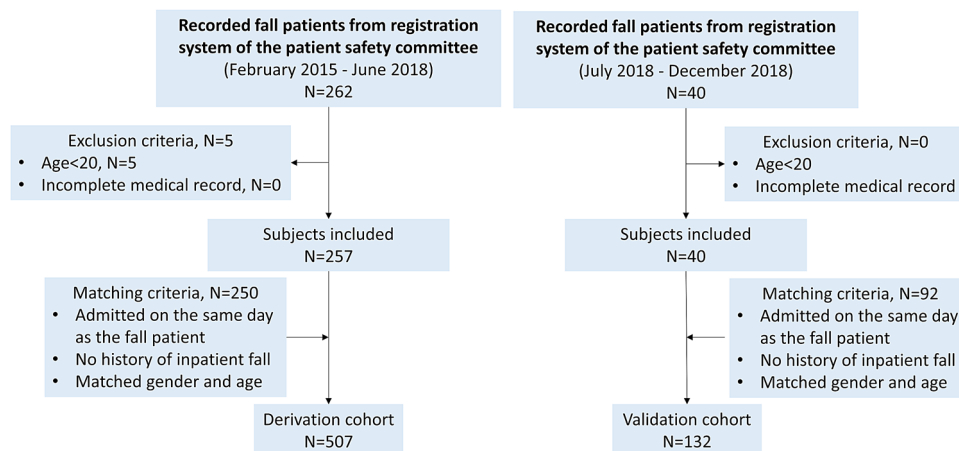 Recorded fall patients from registration
system of the patient safety committee
(February 2015 - June 2018)
N=262
Exclusion criteria, N=5
• Age<20, N=5
• Incomplete medical record, N=0
Subjects included
N=257
Matching criteria, N=250
• Admitted on the same day
as the fall patient
• No history of inpatient fall
• Matched gender and age
Derivation cohort
N=507
Recorded fall patients from registration
system of the patient safety committee
(July 2018 - December 2018)
N=40
Exclusion criteria, N=0
• Age<20
• Incomplete medical record
Subjects included
N=40
Matching criteria, N=92
• Admitted on the same day
as the fall patient
• No history of inpatient fall
• Matched gender and age
Validation cohort
N=132